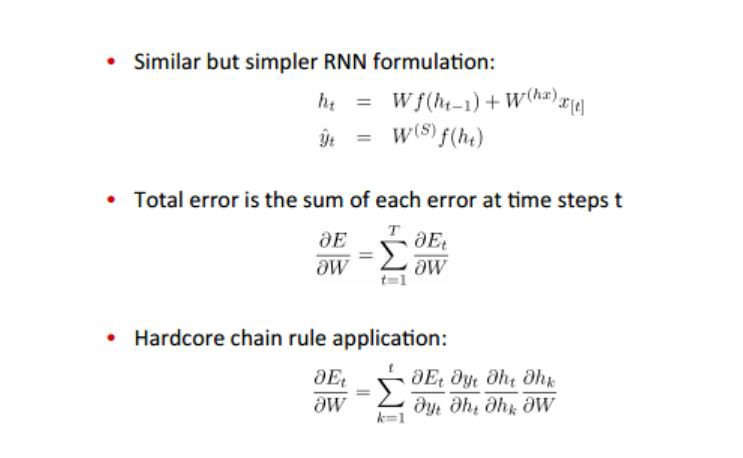 • Similar but simpler RNN formulation:
h_t = W f(h_{t−1}) + W^{(hx)} x_{[t]}
ŷ_t = W^{(S)} f(h_t)
• Total error is the sum of each error at time steps t
∂E/∂W = ∑_{t=1}^{T} ∂E_t/∂W
• Hardcore chain rule application:
∂E_t/∂W = ∑_{k=1}^{t} ∂E_t/∂y_t ∂y_t/∂h_t ∂h_t/∂h_k ∂h_k/∂W